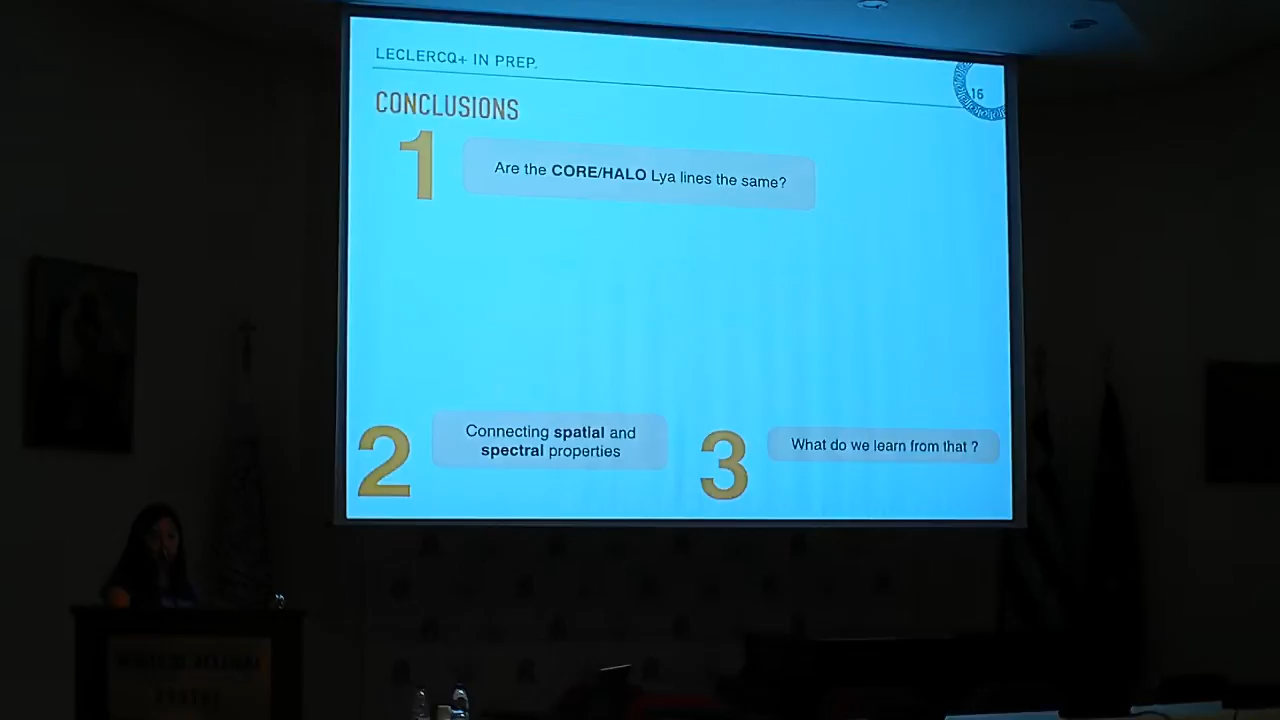 LECLERCQ+ IN PREP.
16
CONCLUSIONS
1
Are the CORE/HALO Lya lines the same?
2
Connecting spatial and
spectral properties
3
What do we learn from that ?